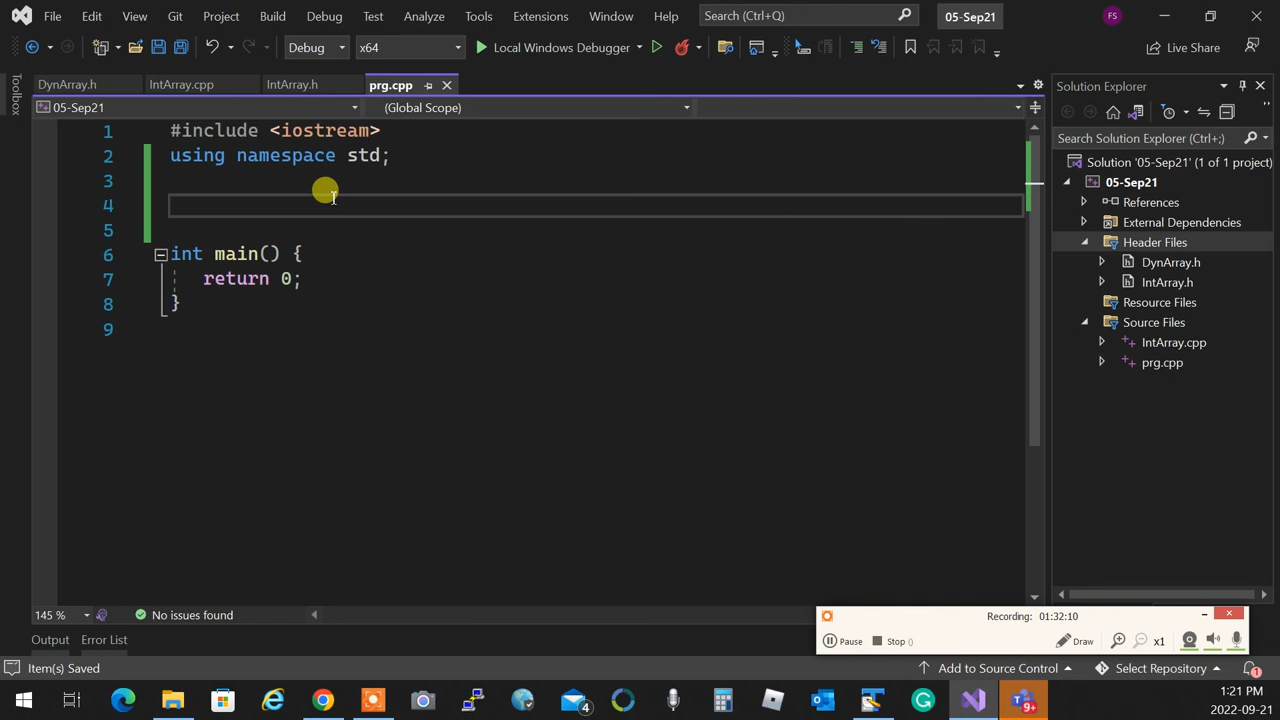 File Edit View Git Project Build Debug Test Analyze Tools Extensions Window Help Search (Ctrl+Q) 05-Sep21 FS
Debug x64 Local Windows Debugger Live Share
Toolbox
DynArray.h IntArray.cpp IntArray.h prg.cpp
05-Sep21 (Global Scope)
1 #include <iostream>
2 using namespace std;
3
4
5
6 int main() {
7 return 0;
8 }
9
Solution Explorer
Search Solution Explorer (Ctrl+;)
Solution '05-Sep21' (1 of 1 project)
05-Sep21
References
External Dependencies
Header Files
DynArray.h
IntArray.h
Resource Files
Source Files
IntArray.cpp
prg.cpp
145 % No issues found
Recording: 01:32:10
Pause Stop () Draw x1
Output Error List
Item(s) Saved Add to Source Control Select Repository 1
4 9+ 1:21 PM
2022-09-21